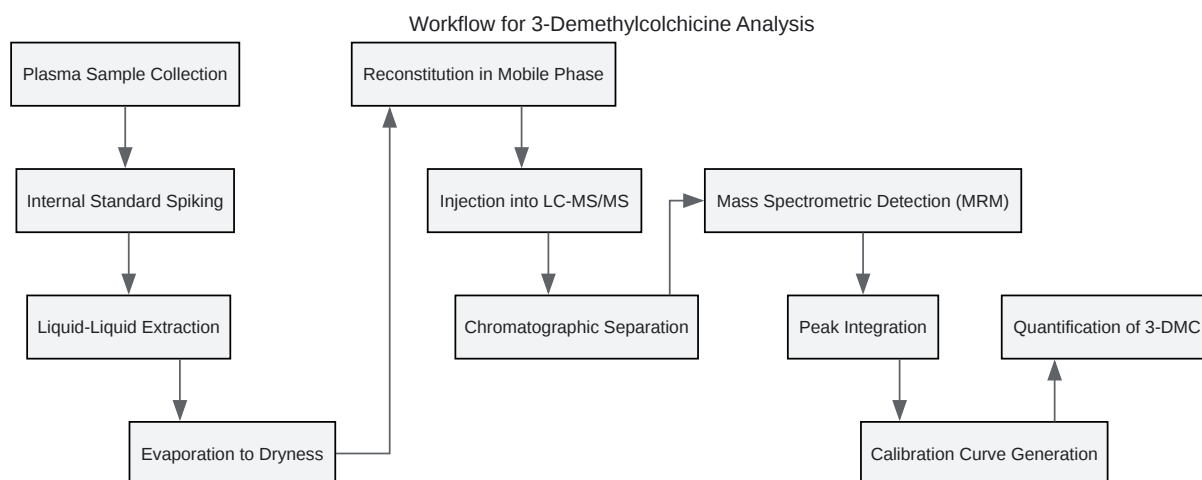 Workflow for 3-Demethylcolchicine Analysis
Plasma Sample Collection
Internal Standard Spiking
Liquid-Liquid Extraction
Evaporation to Dryness
Reconstitution in Mobile Phase
Injection into LC-MS/MS
Chromatographic Separation
Mass Spectrometric Detection (MRM)
Peak Integration
Calibration Curve Generation
Quantification of 3-DMC